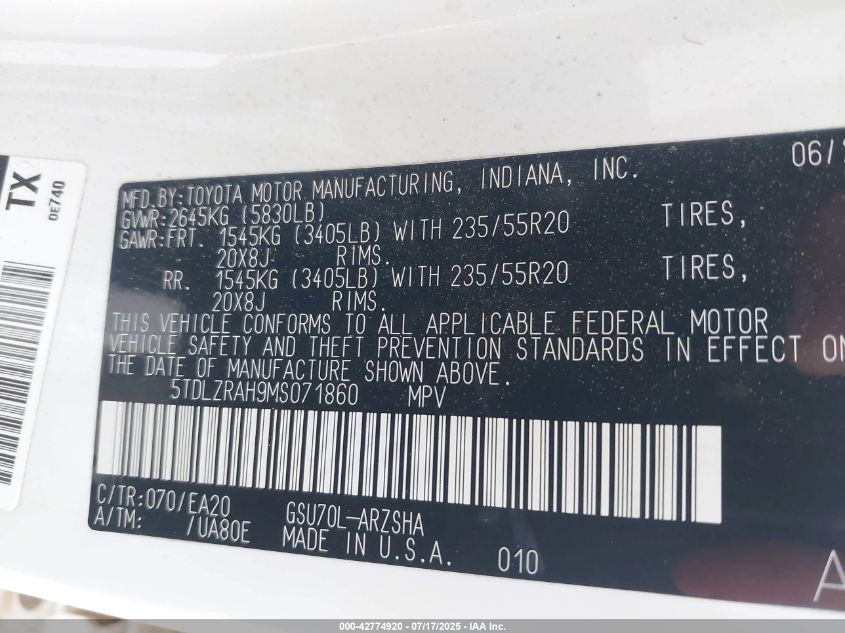 TX
0E740
06/
MFD.BY:TOYOTA MOTOR MANUFACTURING, INDIANA, INC.
GVWR:2645KG (5830LB)
GAWR:FRT. 1545KG (3405LB) WITH 235/55R20 TIRES,
20X8J. RIMS.
RR. 1545KG (3405LB) WITH 235/55R20 TIRES,
20X8J RIMS.
THIS VEHICLE CONFORMS TO ALL APPLICABLE FEDERAL MOTOR
VEHICLE SAFETY AND THEFT PREVENTION STANDARDS IN EFFECT ON
THE DATE OF MANUFACTURE SHOWN ABOVE.
5TDLZRAH9MS071860 MPV
C/TR:070/EA20 GSU70L-ARZSHA
A/TM: /UA80E MADE IN U.S.A. 010
A
000-42774920 - 07/17/2025 - IAA Inc.